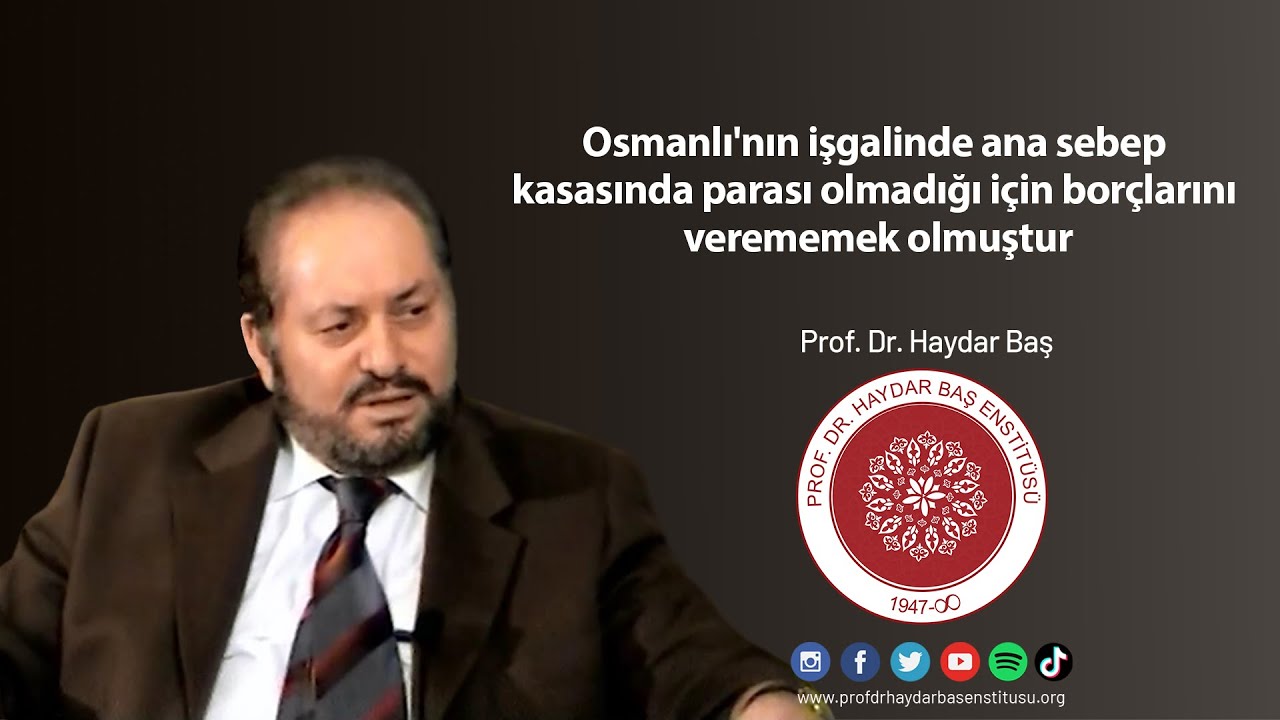 Osmanlı'nın işgalinde ana sebep
kasasında parası olmadığı için borçlarını
verememek olmuştur
Prof. Dr. Haydar Baş
PROF. DR. HAYDAR BAŞ ENSTİTÜSÜ
1947-∞
www.profdrhaydarbasenstitusu.org